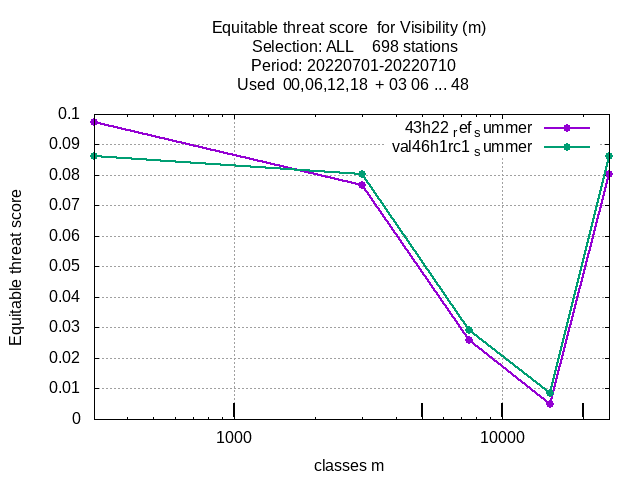 Equitable threat score for Visibility (m)
Selection: ALL 698 stations
Period: 20220701-20220710
Used 00,06,12,18 + 03 06 ... 48
43h22 ref summer
val46h1rc1 summer
0.1
0.09
0.08
0.07
0.06
0.05
0.04
0.03
0.02
0.01
0
Equitable threat score
1000
10000
classes m